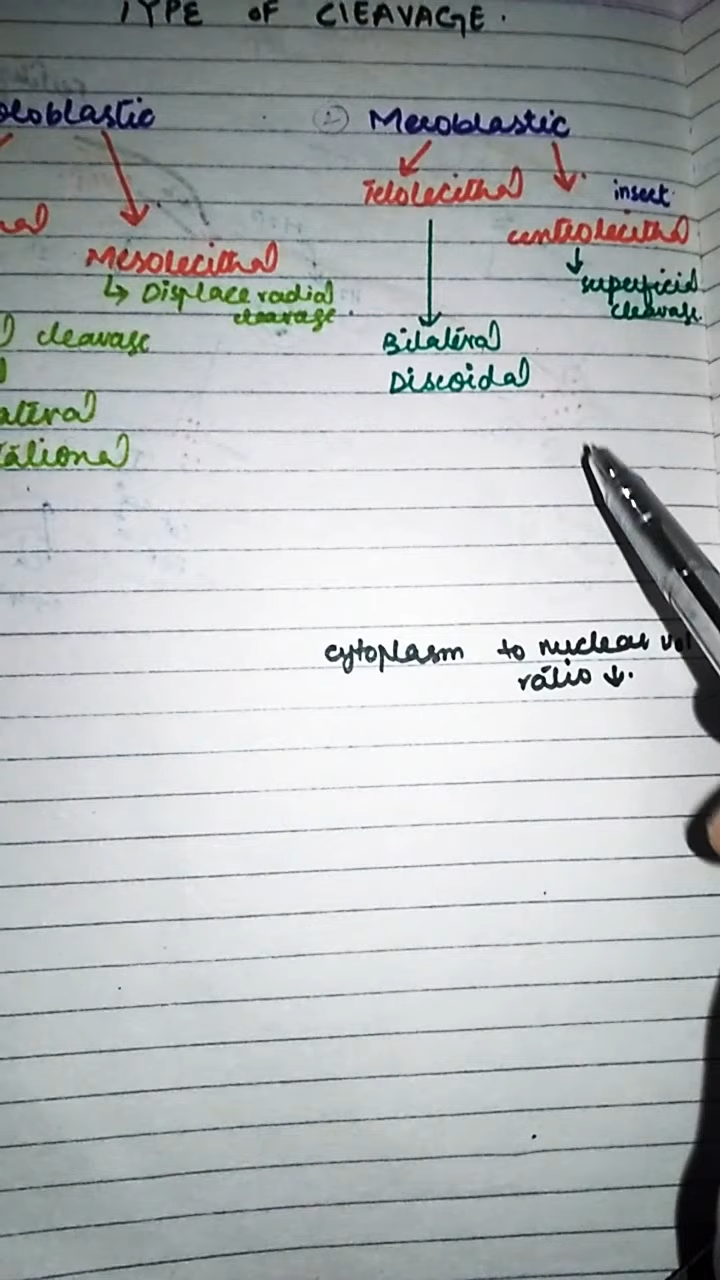 TYPE OF CLEAVAGE.
oloblastic
② Meroblastic
Telolecithal
insect
centrolecithal
Mesolecithal
↳ Displace radial
cleavage.
superficial
cleavage.
cleavage
Bilateral
Discoidal
ateral
ational
cytoplasm to nuclear vol
ratio ↓.